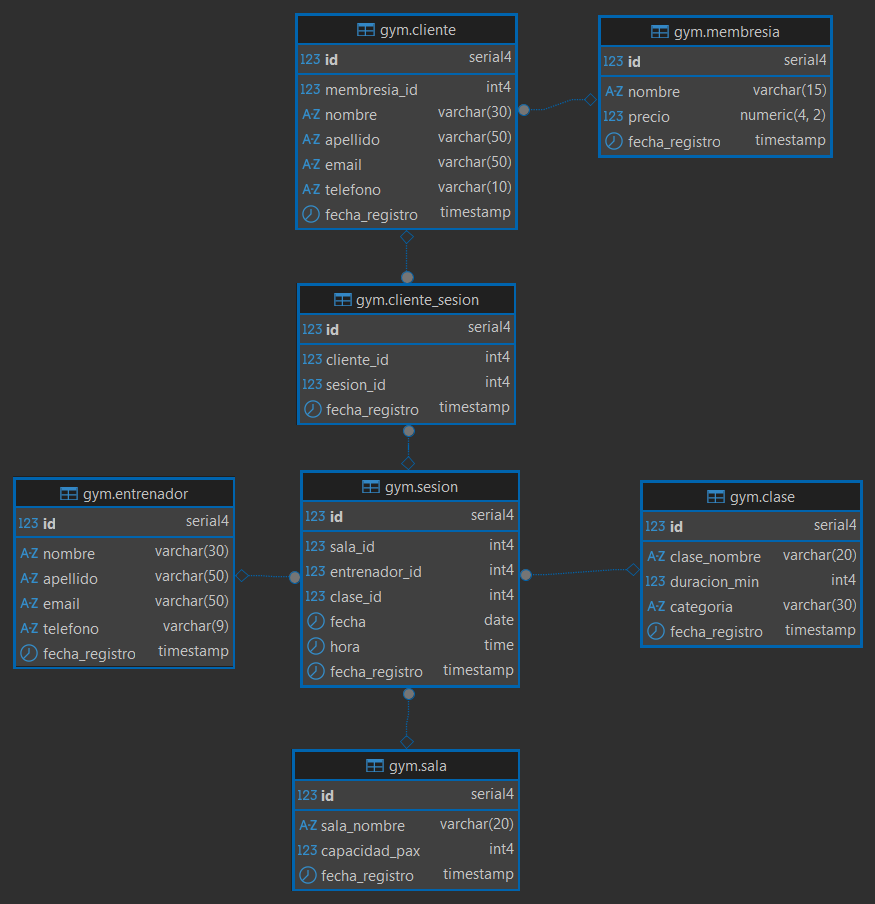 gym.cliente
123 id serial4
123 membresia_id int4
A-Z nombre varchar(30)
A-Z apellido varchar(50)
A-Z email varchar(50)
A-Z telefono varchar(10)
fecha_registro timestamp
gym.membresia
123 id serial4
A-Z nombre varchar(15)
123 precio numeric(4, 2)
fecha_registro timestamp
gym.cliente_sesion
123 id serial4
123 cliente_id int4
123 sesion_id int4
fecha_registro timestamp
gym.entrenador
123 id serial4
A-Z nombre varchar(30)
A-Z apellido varchar(50)
A-Z email varchar(50)
A-Z telefono varchar(9)
fecha_registro timestamp
gym.sesion
123 id serial4
123 sala_id int4
123 entrenador_id int4
123 clase_id int4
fecha date
hora time
fecha_registro timestamp
gym.clase
123 id serial4
A-Z clase_nombre varchar(20)
123 duracion_min int4
A-Z categoria varchar(30)
fecha_registro timestamp
gym.sala
123 id serial4
A-Z sala_nombre varchar(20)
123 capacidad_pax int4
fecha_registro timestamp